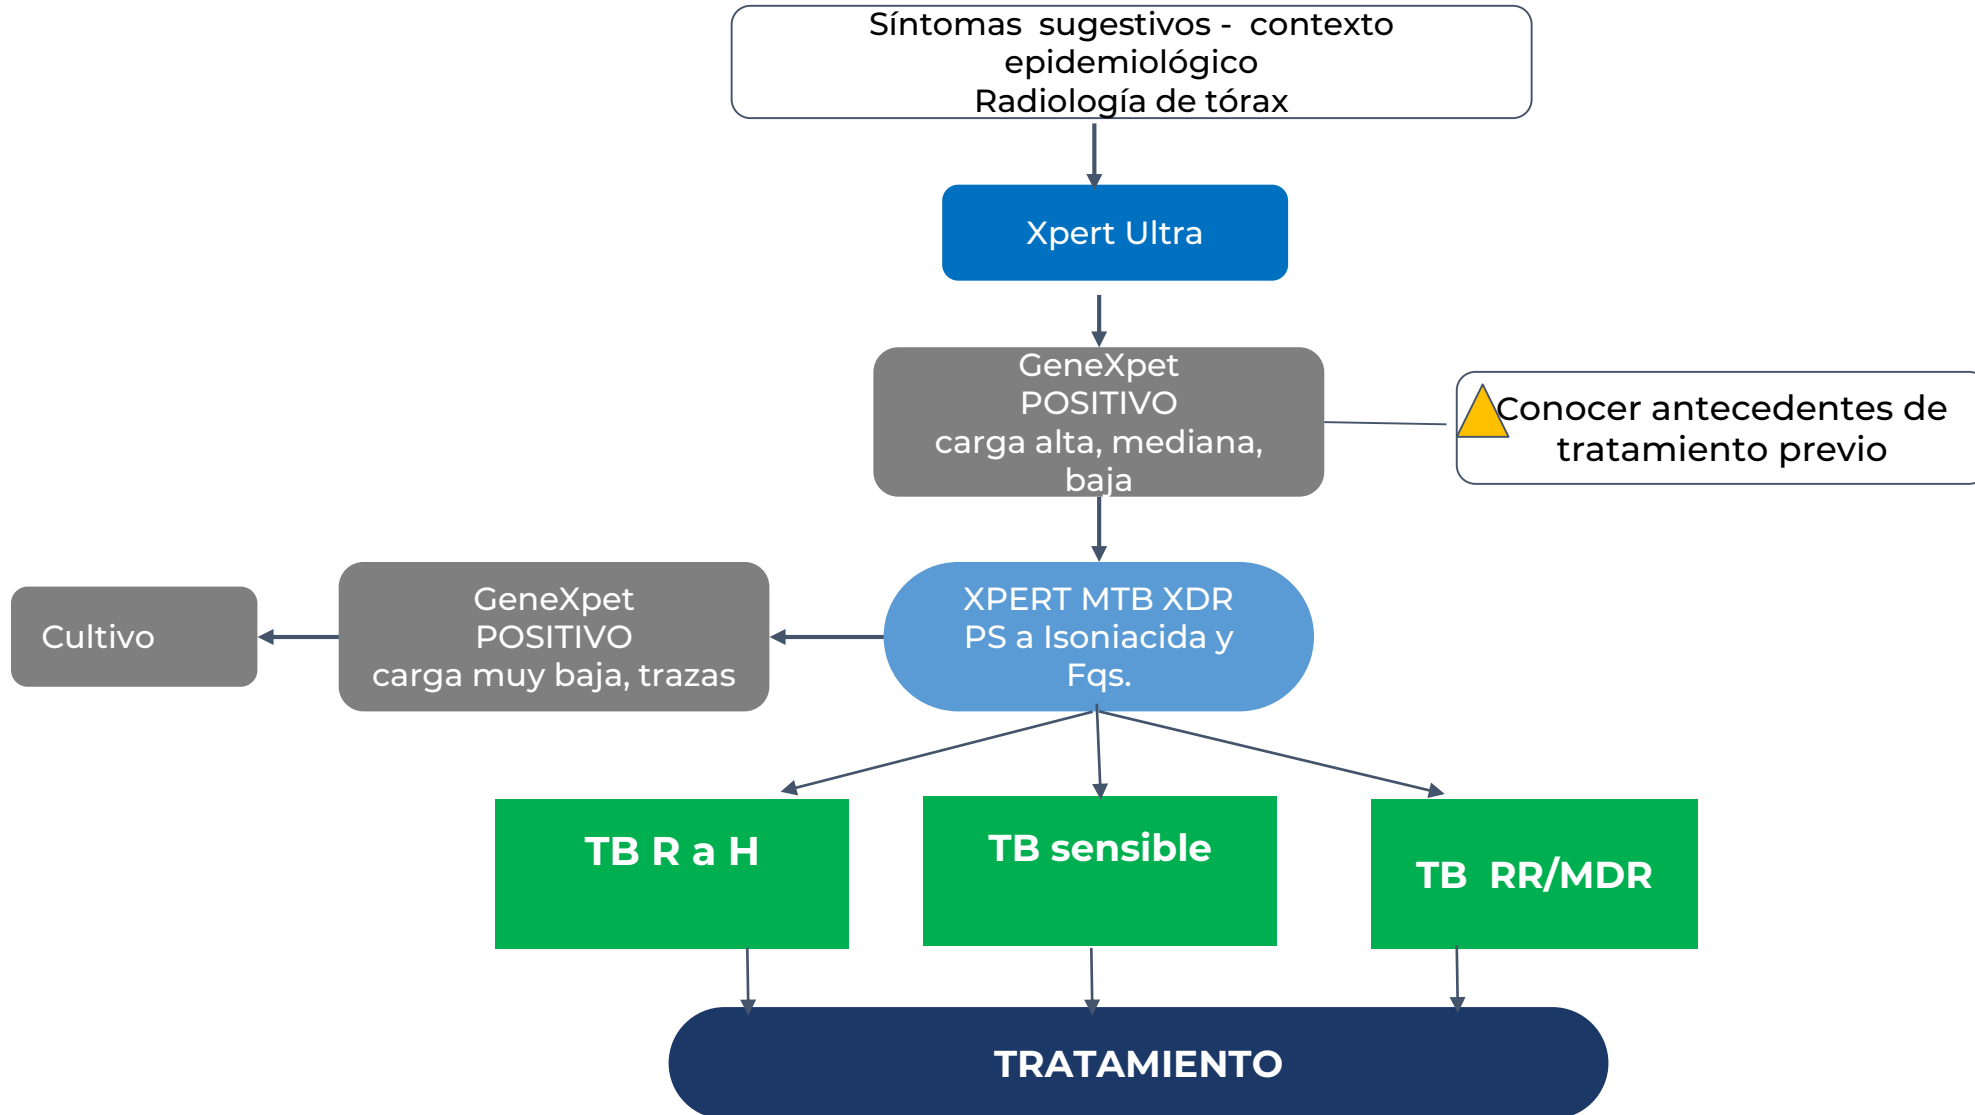 Síntomas sugestivos - contexto
epidemiológico
Radiología de tórax
Xpert Ultra
GeneXpet
POSITIVO
carga alta, mediana,
baja
Conocer antecedentes de
tratamiento previo
Cultivo
GeneXpet
POSITIVO
carga muy baja, trazas
XPERT MTB XDR
PS a Isoniacida y
Fqs.
TB R a H
TB sensible
TB RR/MDR
TRATAMIENTO